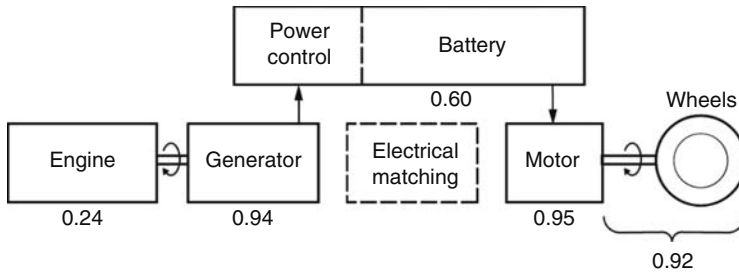 Power
control
Battery
0.60
Wheels
Engine
Generator
Electrical
matching
Motor
0.24
0.94
0.95
0.92